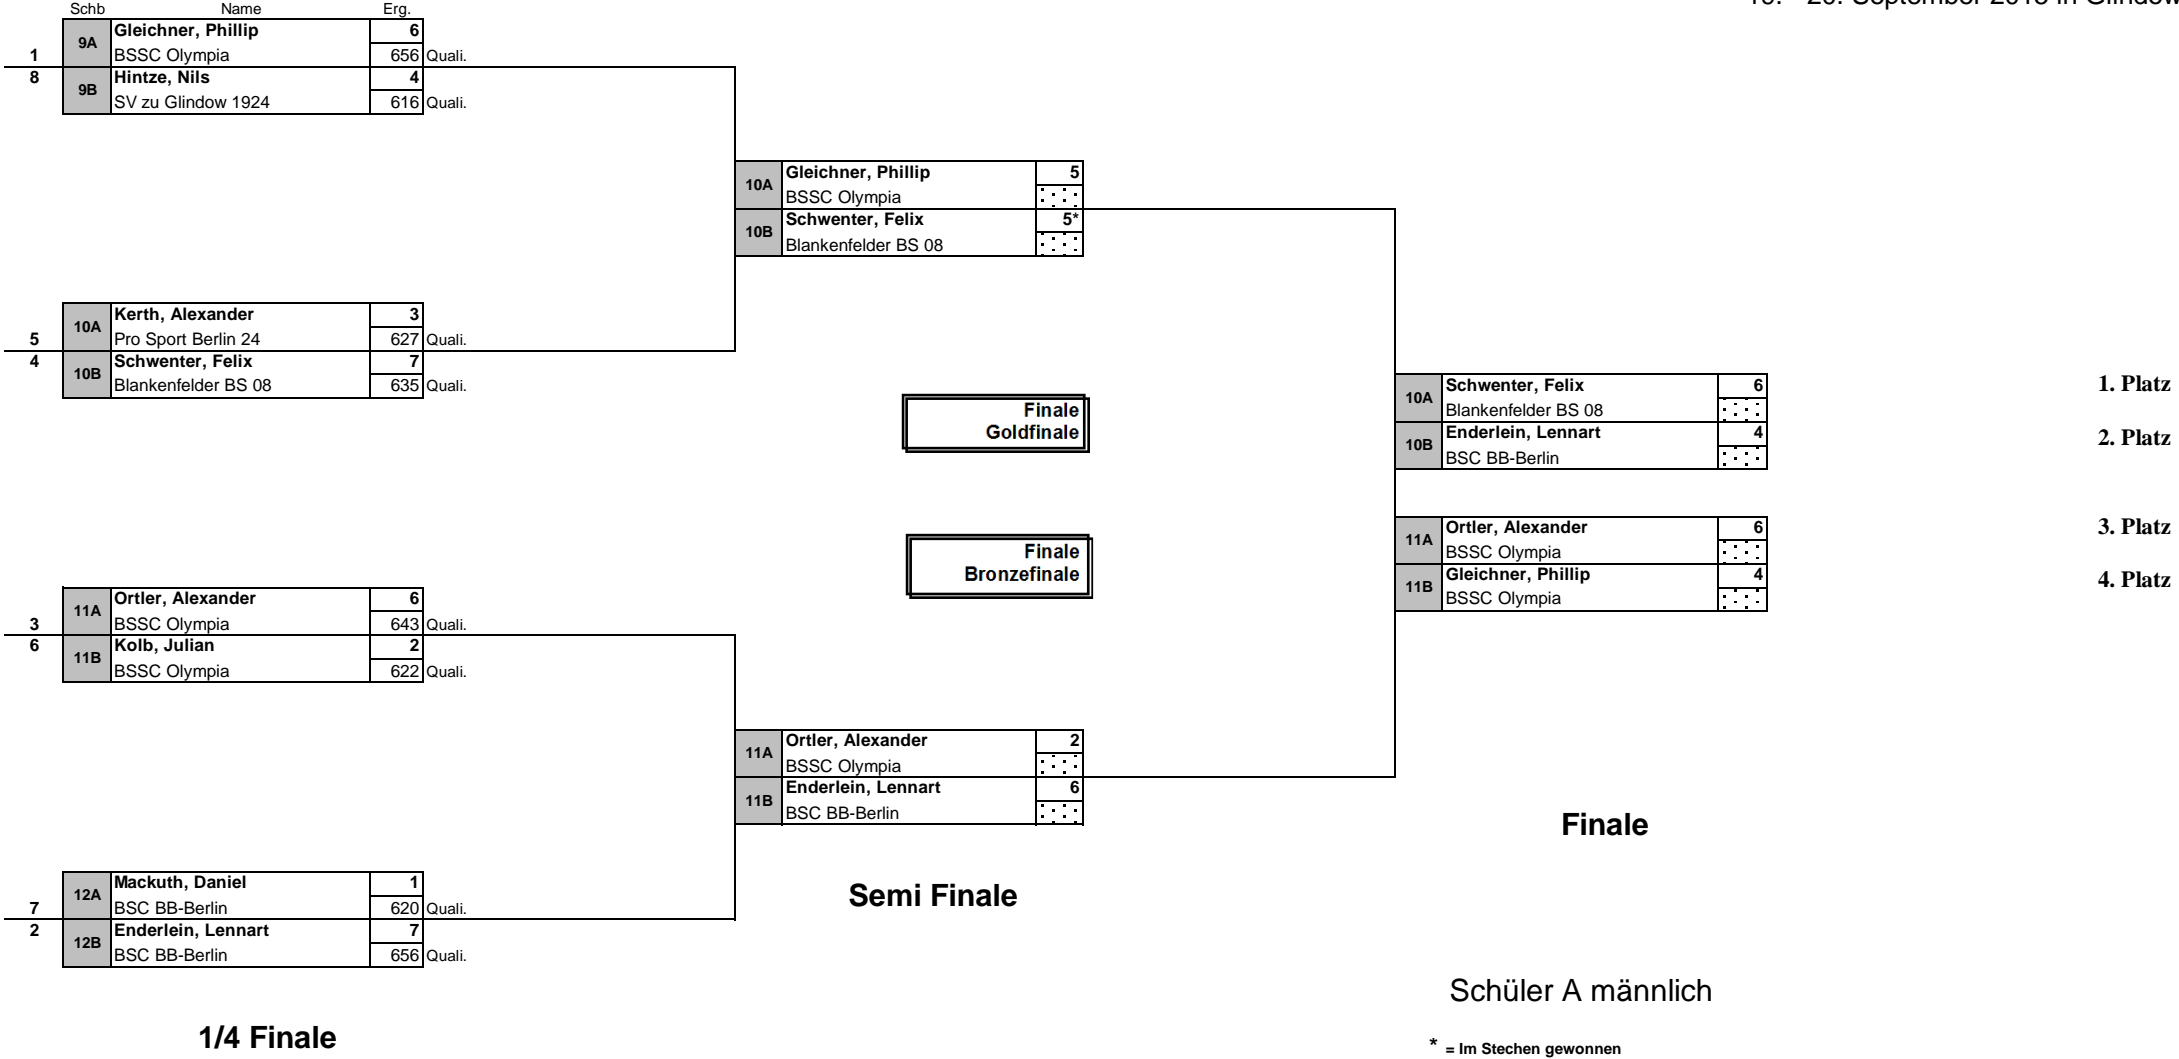 Schb Name Erg.
9A Gleichner, Phillip 6
1 BSSC Olympia 656 Quali.
8 Hintze, Nils 4
9B SV zu Glindow 1924 616 Quali.
10A Gleichner, Phillip 5
BSSC Olympia
10B Schwenter, Felix 5*
Blankenfelder BS 08
10A Kerth, Alexander 3
5 Pro Sport Berlin 24 627 Quali.
4 Schwenter, Felix 7
10B Blankenfelder BS 08 635 Quali.
Finale
Goldfinale
10A Schwenter, Felix 6 1. Platz
Blankenfelder BS 08
10B Enderlein, Lennart 4 2. Platz
BSC BB-Berlin
Finale
Bronzefinale
11A Ortler, Alexander 6 3. Platz
BSSC Olympia
11B Gleichner, Phillip 4 4. Platz
BSSC Olympia
11A Ortler, Alexander 6
3 BSSC Olympia 643 Quali.
6 Kolb, Julian 2
11B BSSC Olympia 622 Quali.
11A Ortler, Alexander 2
BSSC Olympia
11B Enderlein, Lennart 6
BSC BB-Berlin
Finale
12A Mackuth, Daniel 1
7 BSC BB-Berlin 620 Quali.
2 Enderlein, Lennart 7
12B BSC BB-Berlin 656 Quali.
Semi Finale
Schüler A männlich
1/4 Finale
* = Im Stechen gewonnen